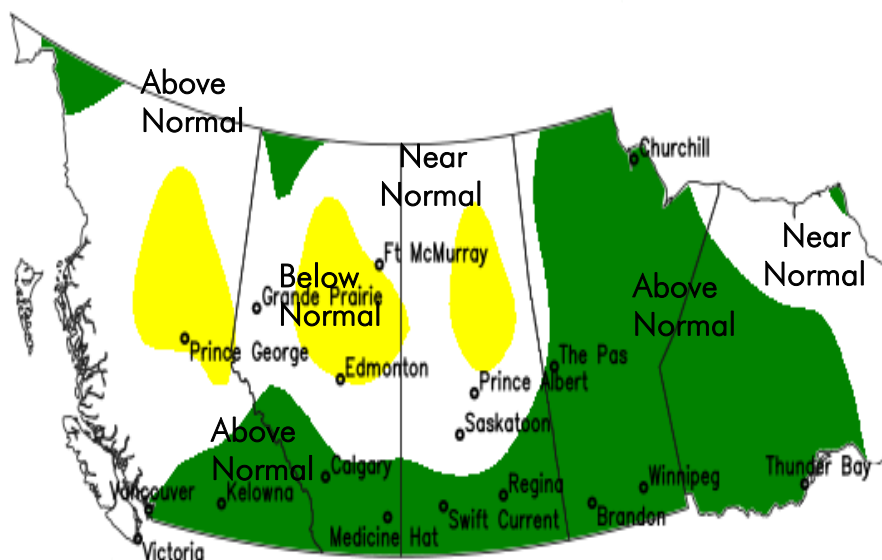 Above
Normal
Churchill
Near
Normal
Near
Normal
Ft McMurray
Below
Normal
Grande Prairie
Above
Normal
Prince George
The Pas
Edmonton
Prince Albert
Saskatoon
Above
Normal
Calgary
Thunder Bay
Winnipeg
Regina
Vancouver
Kelowna
Swift Current
Brandon
Medicine Hat
Victoria